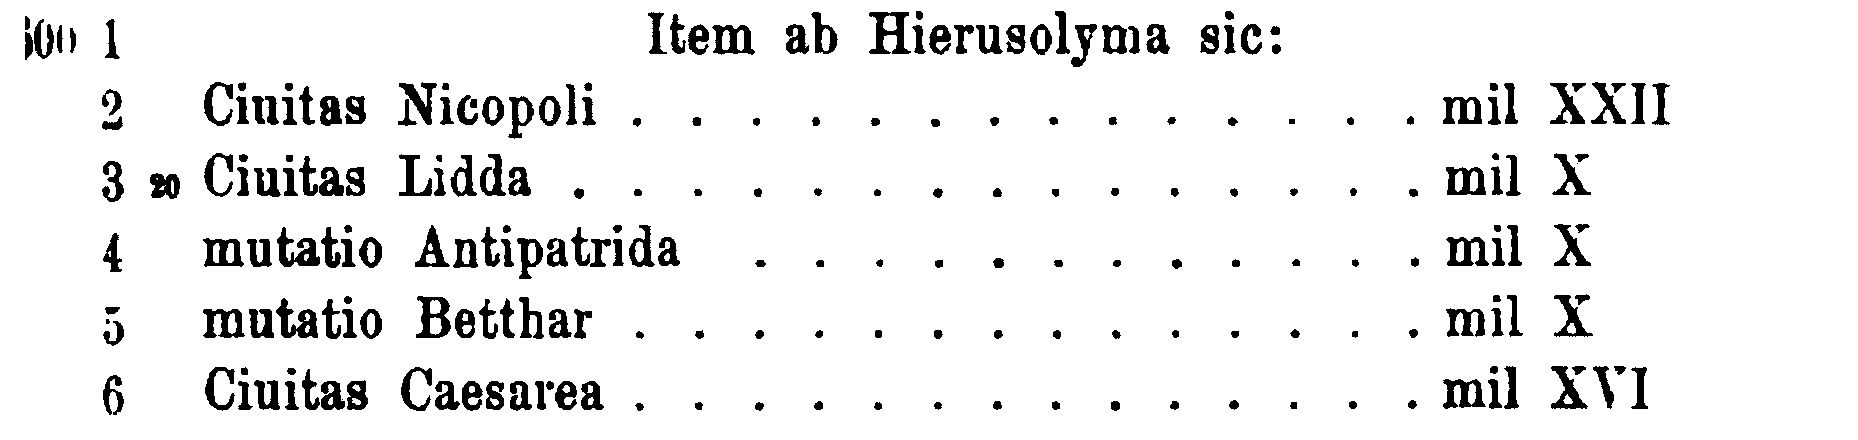 600 1 Item ab Hierusolyma sic:
2 Ciuitas Nicopoli . . . . . . . . . . . . . . mil XXII
3 20 Ciuitas Lidda . . . . . . . . . . . . . . . mil X
4 mutatio Antipatrida . . . . . . . . . . . . mil X
5 mutatio Betthar . . . . . . . . . . . . . . mil X
6 Ciuitas Caesarea . . . . . . . . . . . . . . mil XVI